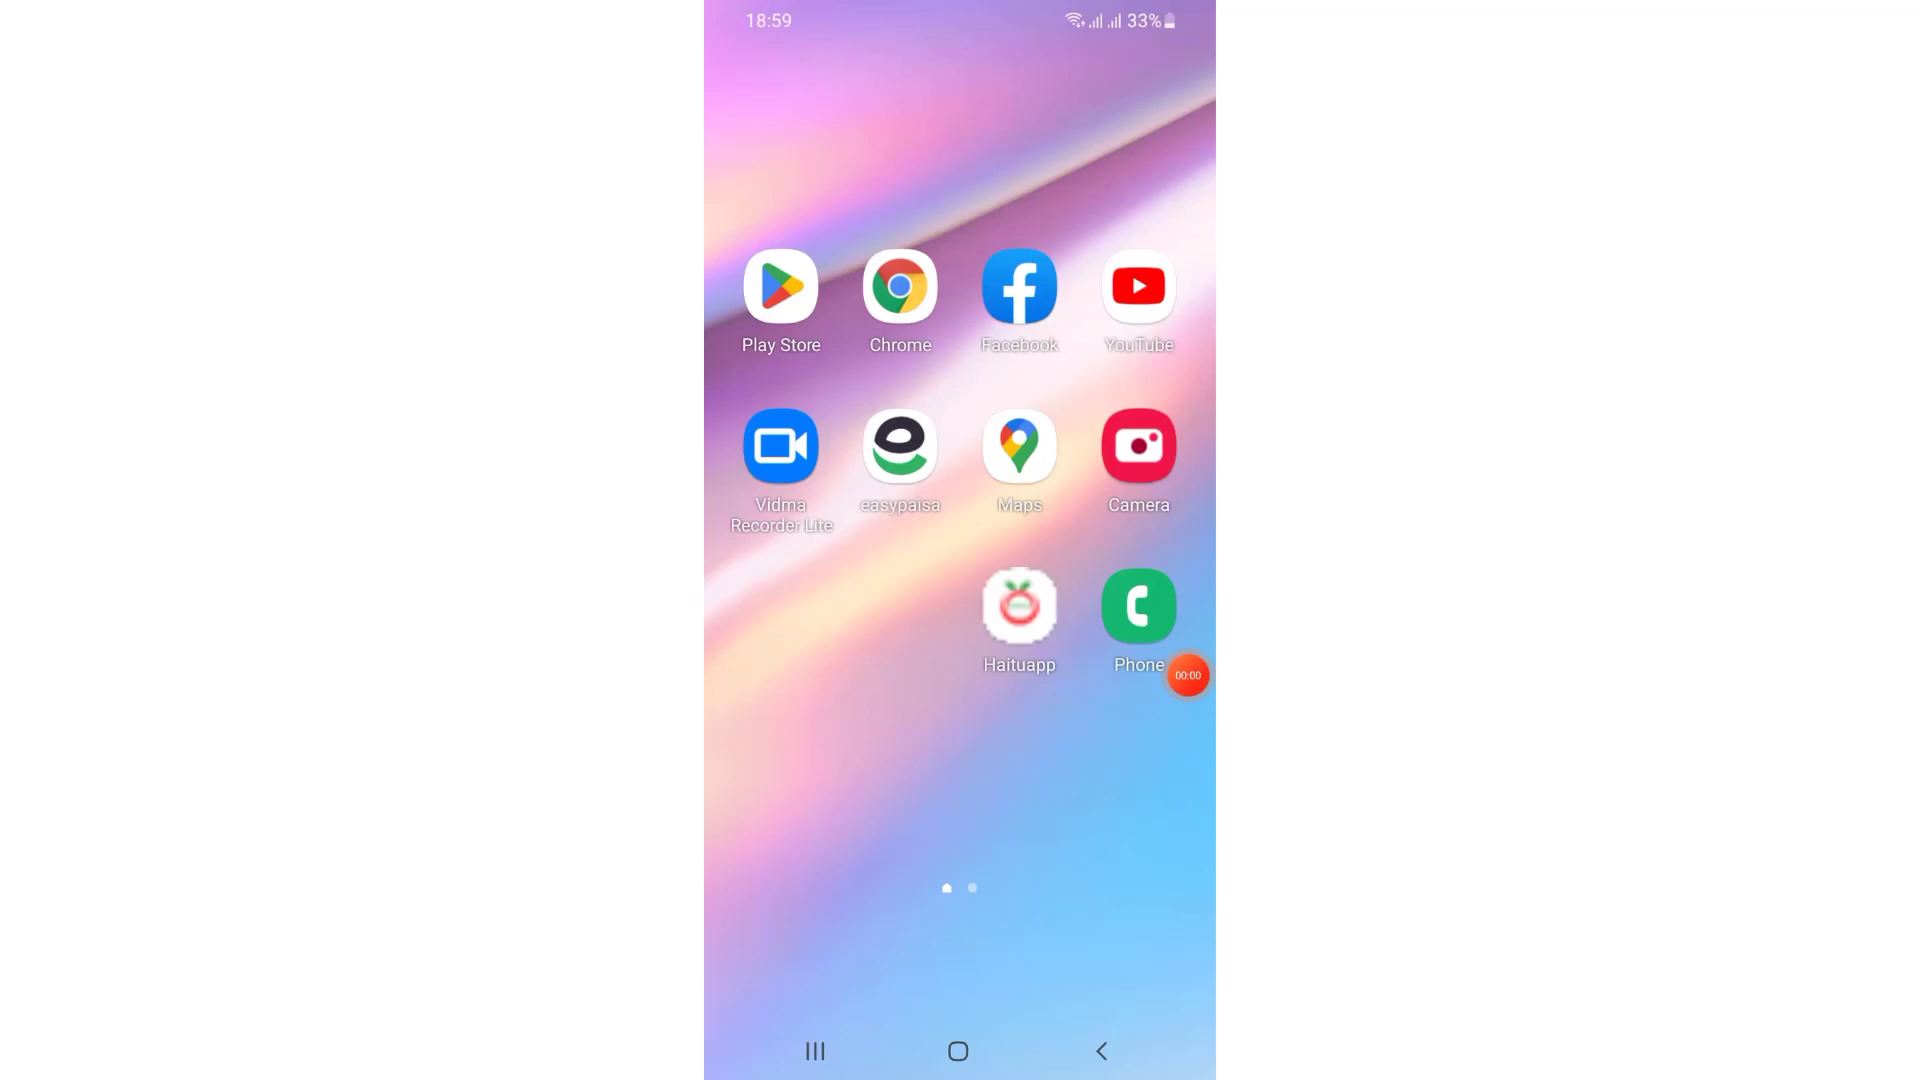 18:59 33%
Play Store Chrome Facebook YouTube
Vidma Recorder Lite easypaisa Maps Camera
Haituapp Phone
00:00